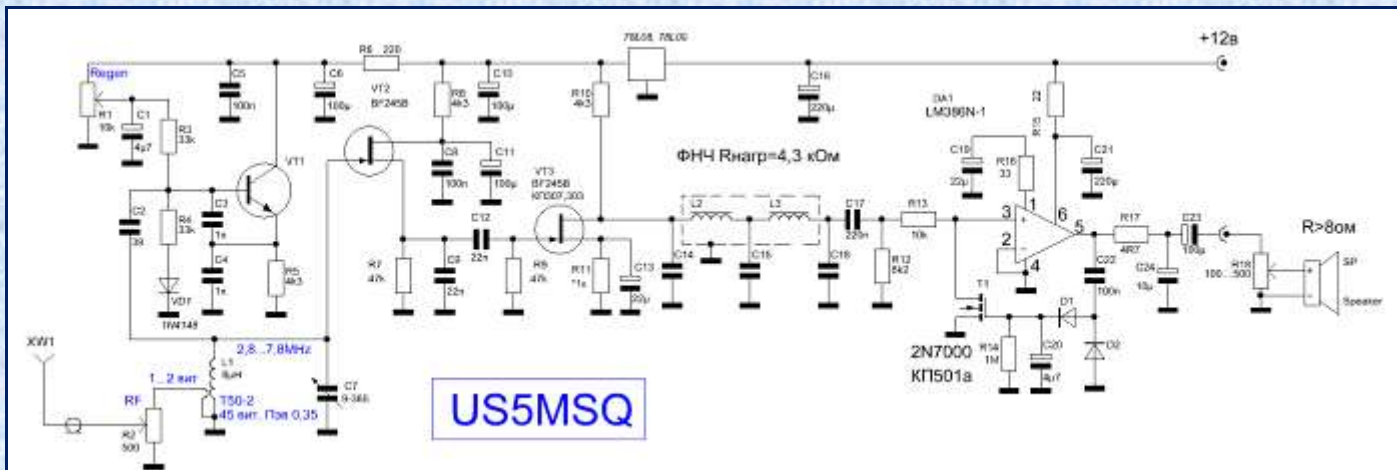 +12в
78L08, 78L09
R6 220
Regen
C5
100n
C6
100µ
VT2
BF245B
R8
4k3
C10
100µ
R10
4k3
C16
220µ
DA1
LM386N-1
22
R15
R1
10k
C1
4µ7
R3
33k
VT1
C8
100n
C11
100µ
VT3
BF245B
КП307,303
ФНЧ Rнагр=4,3 кОм
C19
22µ
R16
33
C21
220µ
C2
39
R4
33k
C3
1n
C4
1n
R5
4k3
VD1
1N4148
C12
22n
R7
47k
C9
22n
R9
47k
R11
C13
22µ
L2
L3
C14
C15
C18
C17
220n
R13
10k
R12
8k2
3
2
1
6
5
4
R17
4R7
C23
100µ
R>8ом
C22
100n
C24
10µ
R18
100...500
SP
Speaker
T1
D1
D2
2N7000
КП501а
R14
1M
C20
4µ7
XW1
2,8...7,8MHz
L1
8µH
1...2 вит
T50-2
45 вит. Пэв 0,35
C7
9-365
RF
R2
500
US5MSQ